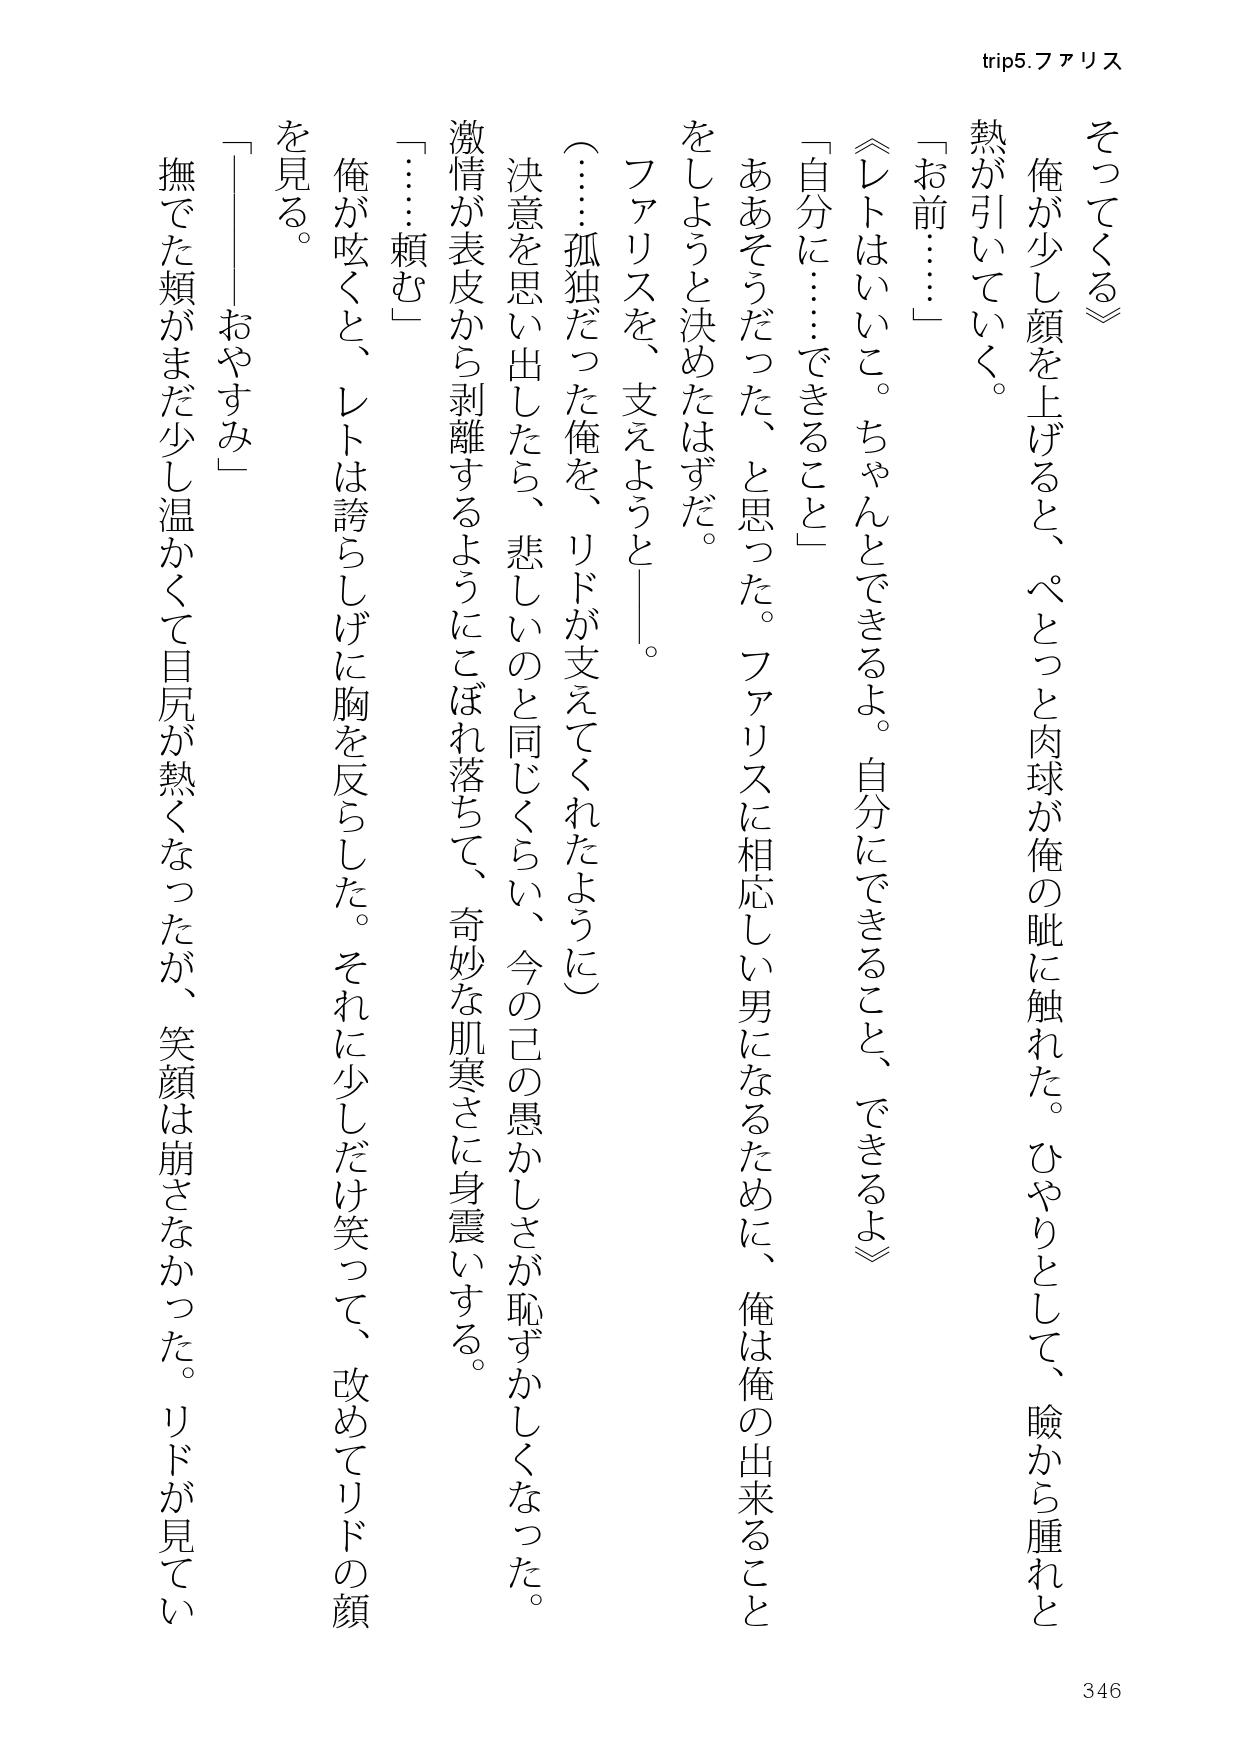 trip5.ファリス
そってくる》
　俺が少し顔を上げると、ぺとっと肉球が俺の眦に触れた。ひやりとして、瞼から腫れと
熱が引いていく。
「お前……」
《レトはいいこ。ちゃんとできるよ。自分にできること、できるよ》
「自分に……できること」
　ああそうだった、と思った。ファリスに相応しい男になるために、俺は俺の出来ること
をしようと決めたはずだ。
　ファリスを、支えようと――。
（……孤独だった俺を、リドが支えてくれたように）
　決意を思い出したら、悲しいのと同じくらい、今の己の愚かしさが恥ずかしくなった。
激情が表皮から剥離するようにこぼれ落ちて、奇妙な肌寒さに身震いする。
「……頼む」
　俺が呟くと、レトは誇らしげに胸を反らした。それに少しだけ笑って、改めてリドの顔
を見る。
「――――おやすみ」
　撫でた頬がまだ少し温かくて目尻が熱くなったが、笑顔は崩さなかった。リドが見てい
346